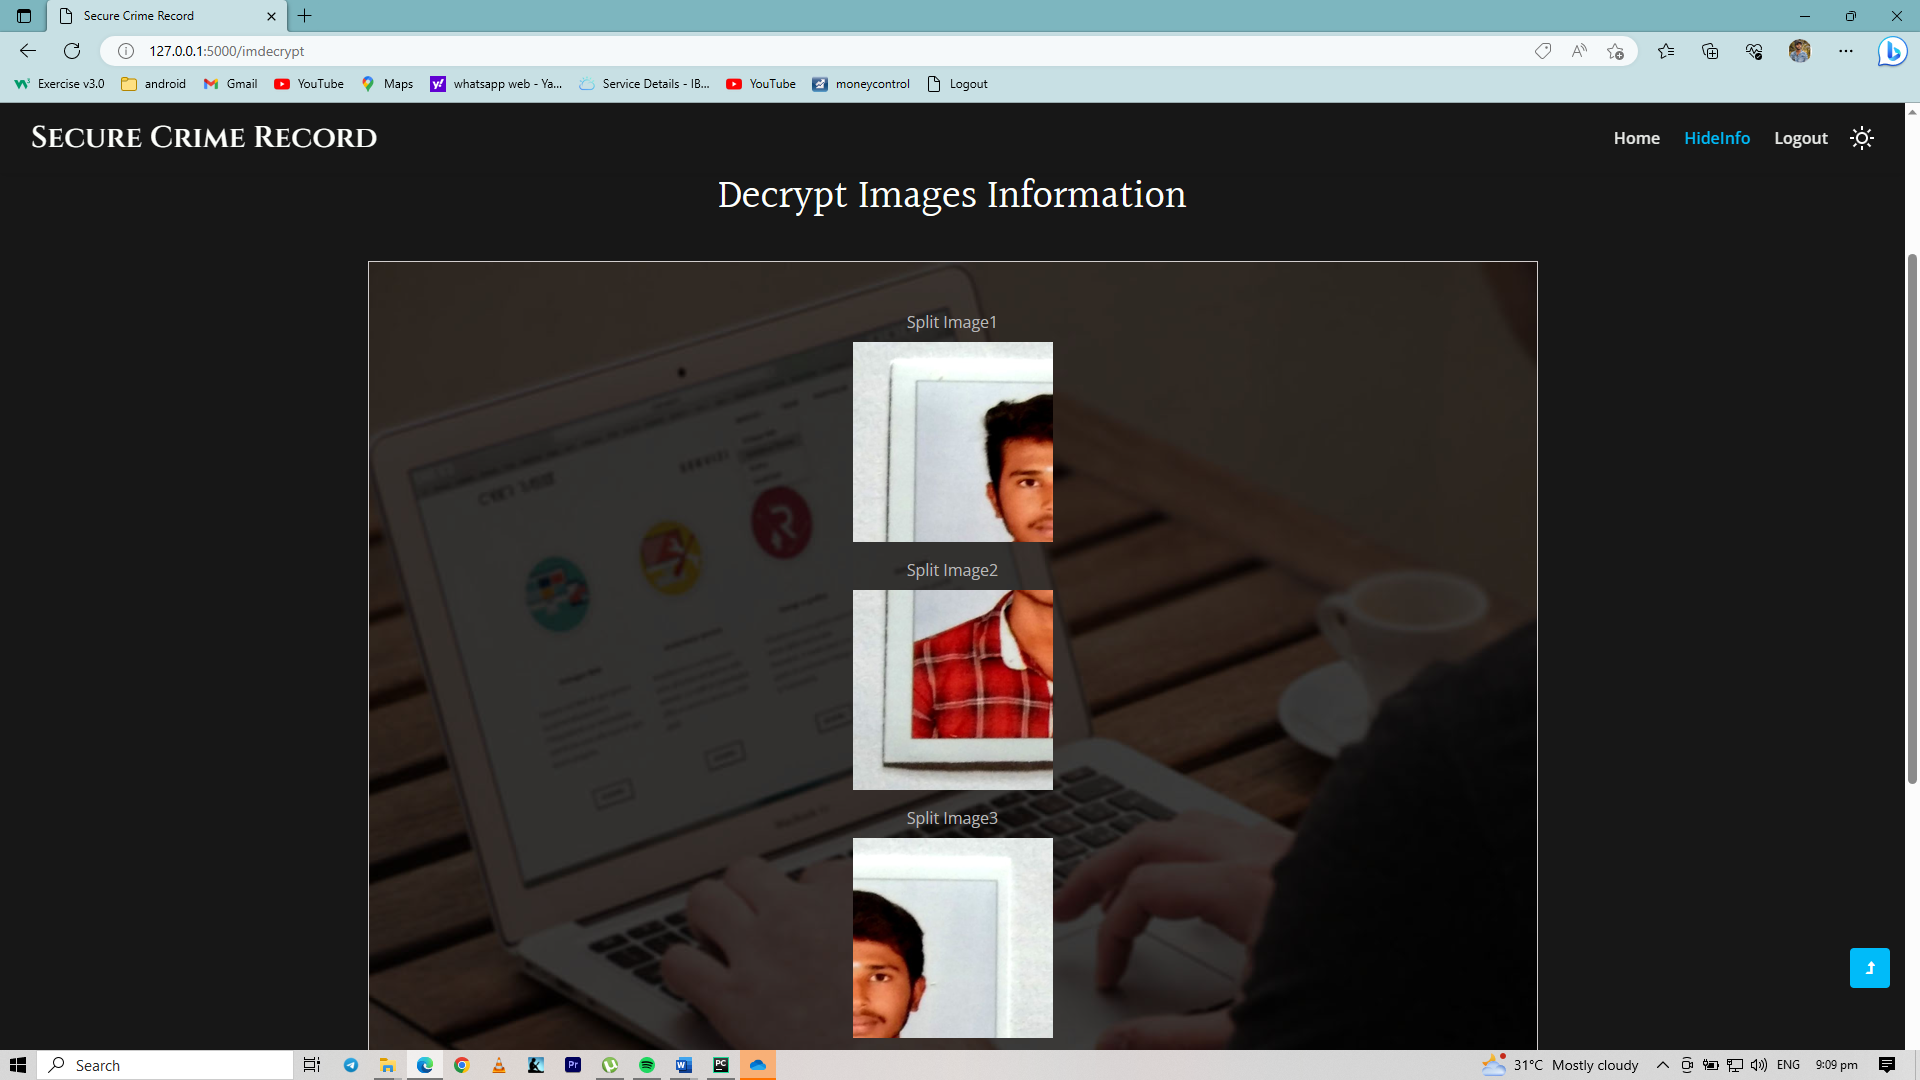 Secure Crime Record
127.0.0.1:5000/imdecrypt
Exercise v3.0 android Gmail YouTube Maps whatsapp web - Ya... Service Details - IB... YouTube moneycontrol Logout
Secure Crime Record Home HideInfo Logout
Decrypt Images Information
Split Image1
Split Image2
Split Image3
Search 31°C Mostly cloudy ENG 9:09 pm